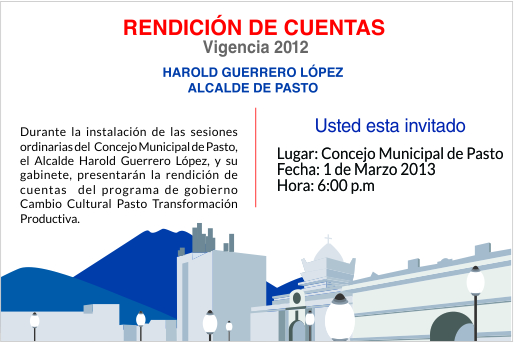 RENDICIÓN DE CUENTAS
Vigencia 2012
HAROLD GUERRERO LÓPEZ
ALCALDE DE PASTO
Durante la instalación de las sesiones
ordinarias del Concejo Municipal de Pasto,
el Alcalde Harold Guerrero López, y su
gabinete, presentarán la rendición de
cuentas del programa de gobierno
Cambio Cultural Pasto Transformación
Productiva.
Usted esta invitado
Lugar: Concejo Municipal de Pasto
Fecha: 1 de Marzo 2013
Hora: 6:00 p.m